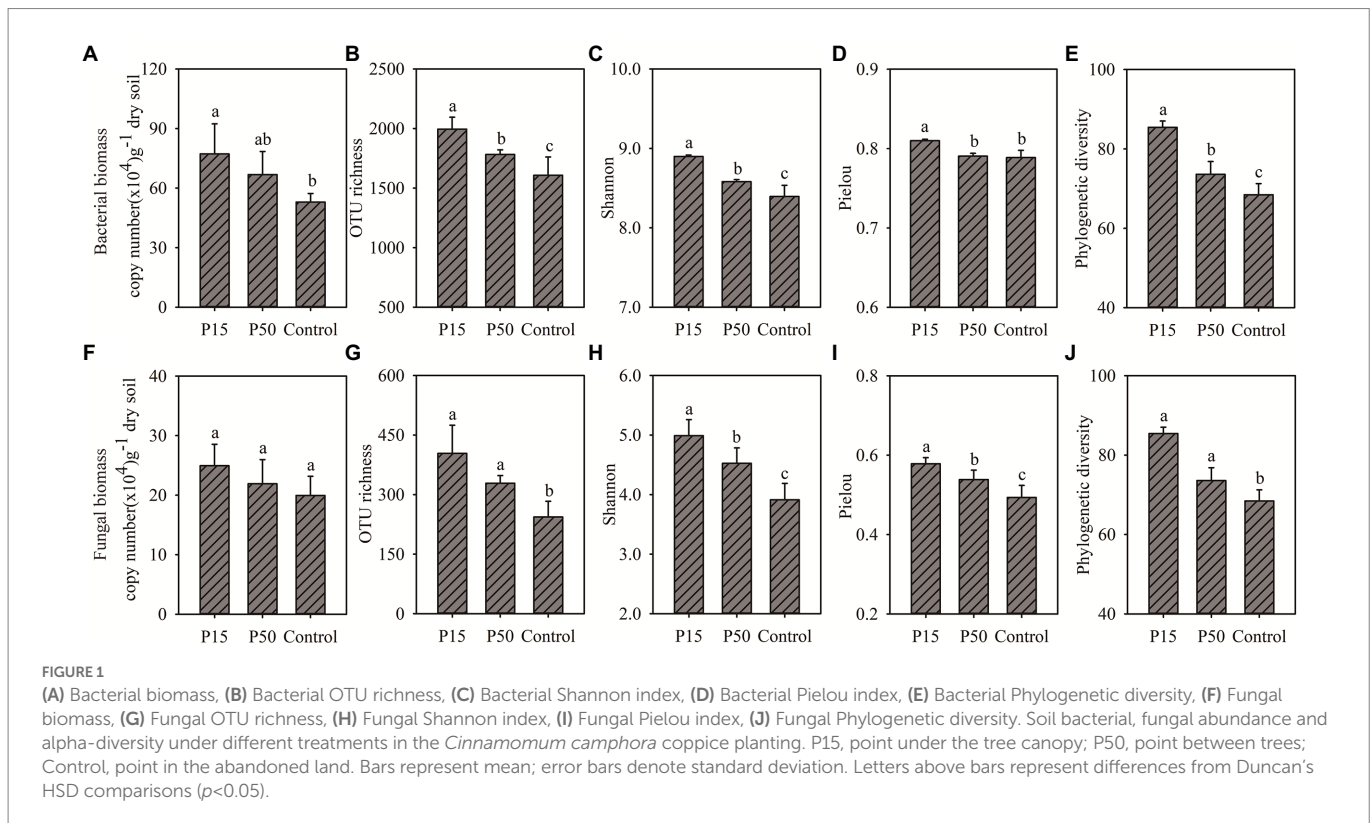 A
Bacterial biomass
copy number(x10^4)g^-1 dry soil
120
90
60
30
0
a
ab
b
P15 P50 Control
B
OTU richness
2500
2000
1500
1000
500
a
b
c
P15 P50 Control
C
Shannon
10.0
9.0
8.0
7.0
a
b
c
P15 P50 Control
D
Pielou
0.9
0.8
0.7
0.6
a
b
b
P15 P50 Control
E
Phylogenetic diversity
100
80
60
40
a
b
c
P15 P50 Control
F
Fungal biomass
copy number(x10^4)g^-1 dry soil
40
30
20
10
0
a
a
a
P15 P50 Control
G
OTU richness
600
450
300
150
0
a
a
b
P15 P50 Control
H
Shannon
6.0
5.0
4.0
3.0
2.0
a
b
c
P15 P50 Control
I
Pielou
0.8
0.6
0.4
0.2
a
b
c
P15 P50 Control
J
Phylogenetic diversity
100
80
60
40
a
a
b
P15 P50 Control
FIGURE 1
(A) Bacterial biomass, (B) Bacterial OTU richness, (C) Bacterial Shannon index, (D) Bacterial Pielou index, (E) Bacterial Phylogenetic diversity, (F) Fungal
biomass, (G) Fungal OTU richness, (H) Fungal Shannon index, (I) Fungal Pielou index, (J) Fungal Phylogenetic diversity. Soil bacterial, fungal abundance and
alpha-diversity under different treatments in the Cinnamomum camphora coppice planting. P15, point under the tree canopy; P50, point between trees;
Control, point in the abandoned land. Bars represent mean; error bars denote standard deviation. Letters above bars represent differences from Duncan's
HSD comparisons (p<0.05).